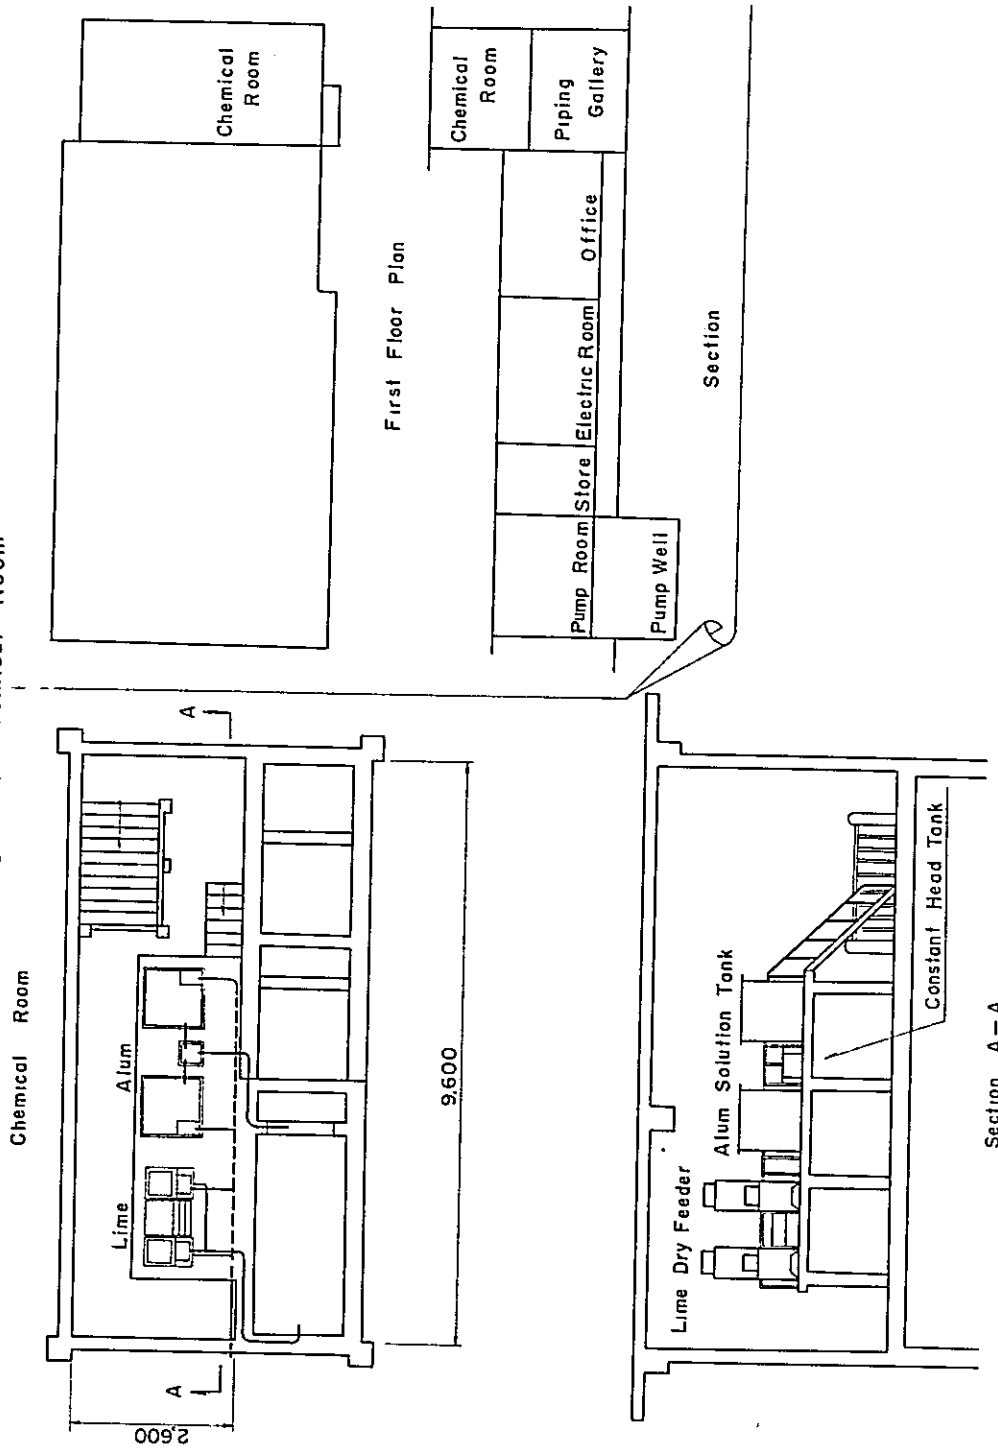 Chemical Room
A
A
Lime
Alum
2,600
9,600
Lime Dry Feeder
Alum Solution Tank
Constant Head Tank
Section A-A
Room
Chemical
Room
First Floor Plan
Chemical
Room
Piping
Gallery
Pump Room
Store
Electric Room
Office
Pump Well
Section